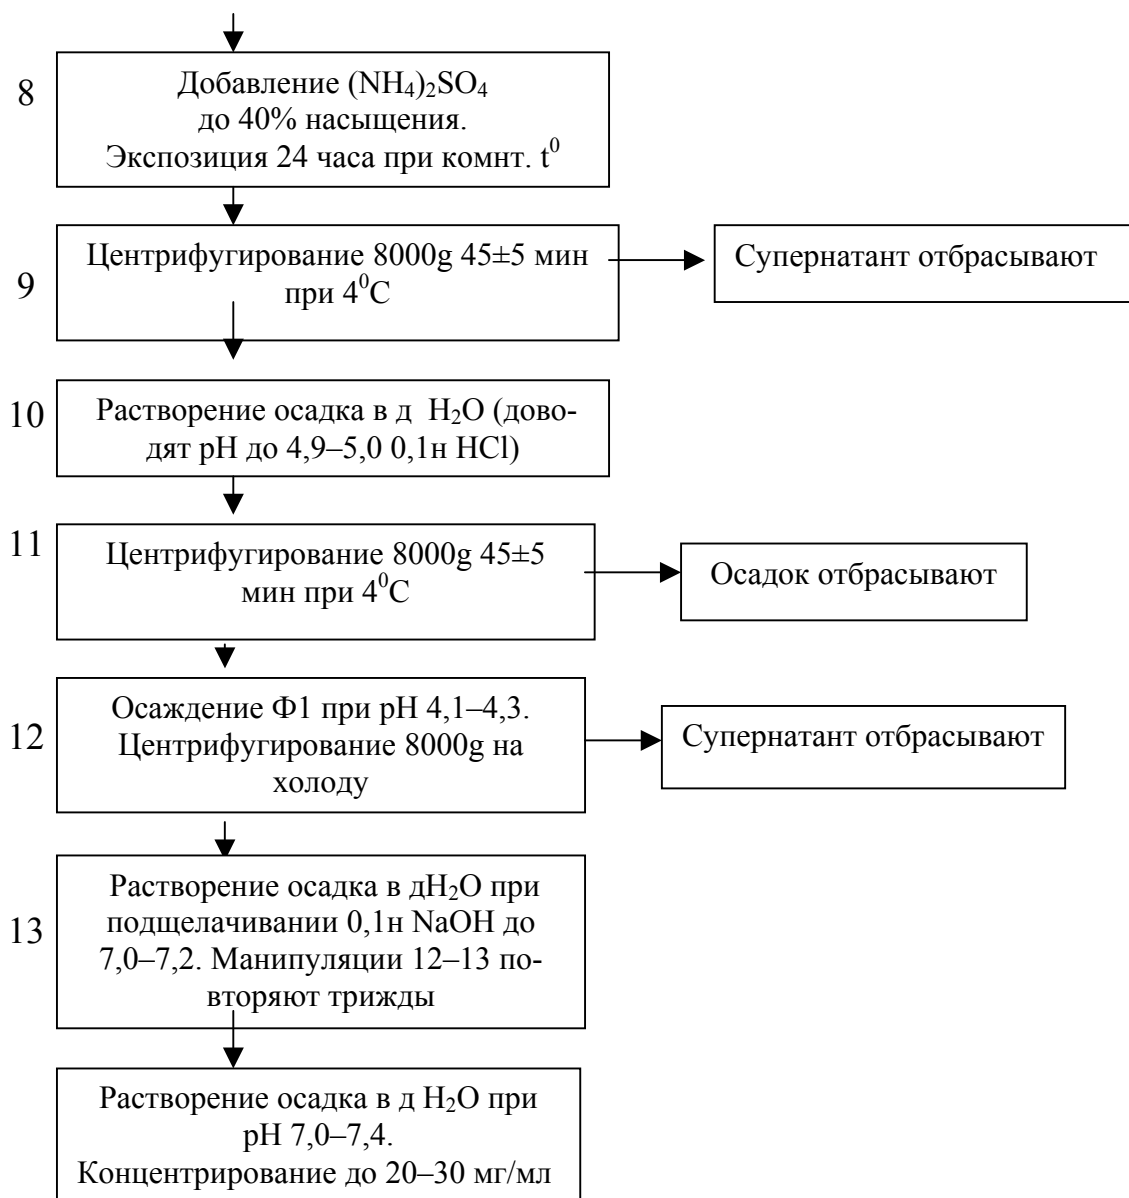 8
Добавление (NH₄)₂SO₄
до 40% насыщения.
Экспозиция 24 часа при комнт. t⁰
9
Центрифугирование 8000g 45±5 мин
при 4⁰С
Супернатант отбрасывают
10
Растворение осадка в д H₂O (дово-
дят pH до 4,9–5,0 0,1н HCl)
11
Центрифугирование 8000g 45±5
мин при 4⁰С
Осадок отбрасывают
12
Осаждение Ф1 при pH 4,1–4,3.
Центрифугирование 8000g на
холоду
Супернатант отбрасывают
13
Растворение осадка в дH₂O при
подщелачивании 0,1н NaOH до
7,0–7,2. Манипуляции 12–13 по-
вторяют трижды
Растворение осадка в д H₂O при
pH 7,0–7,4.
Концентрирование до 20–30 мг/мл